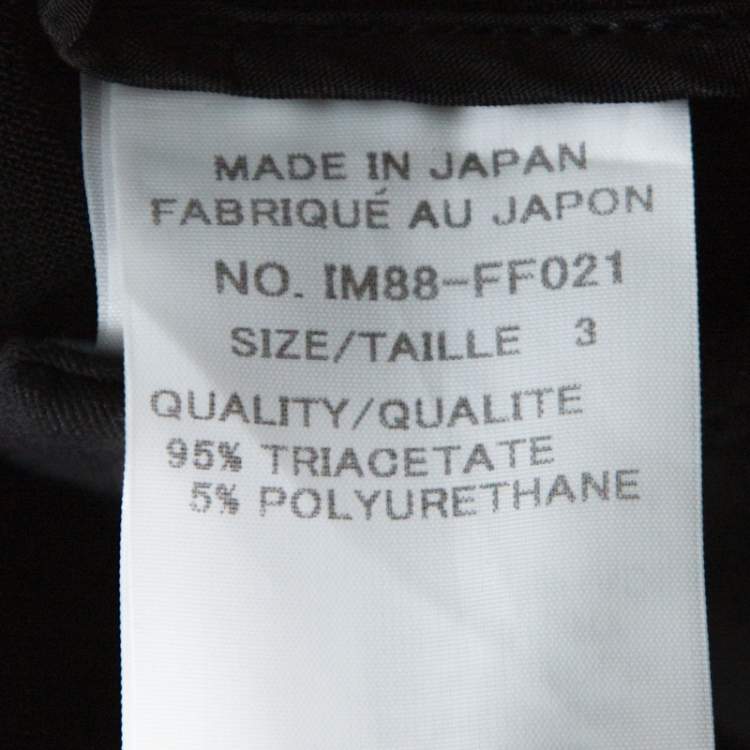 MADE IN JAPAN
FABRIQUÉ AU JAPON
NO. IM88-FF021
SIZE/TAILLE 3
QUALITY/QUALITE
95% TRIACETATE
5% POLYURETHANE